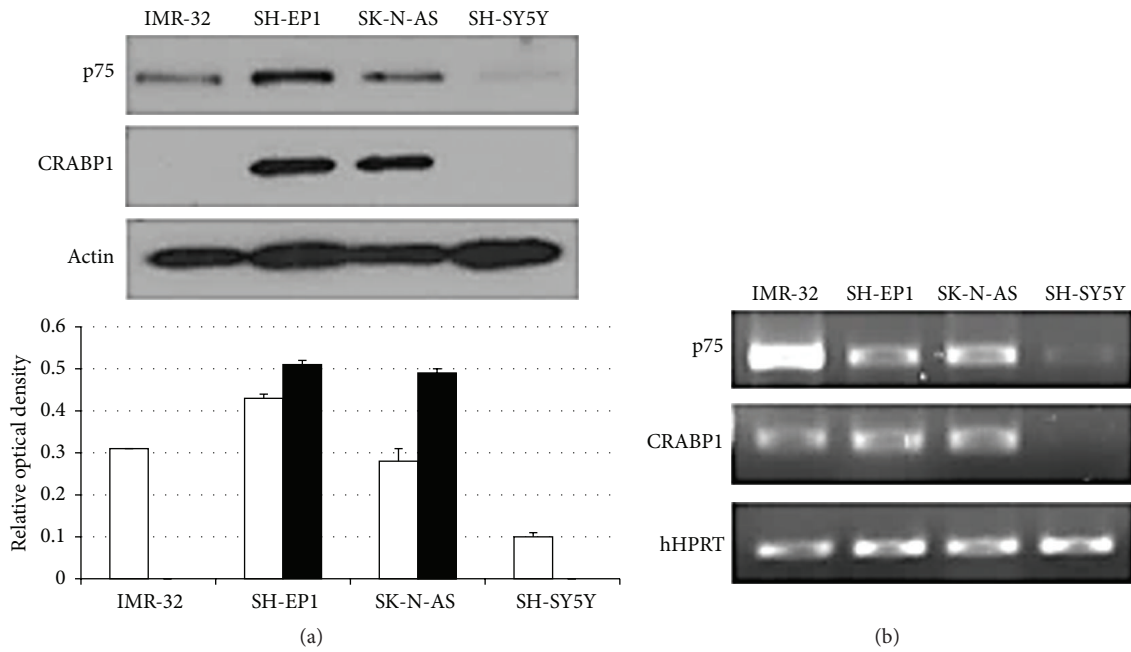 IMR-32 SH-EP1 SK-N-AS SH-SY5Y
p75
CRABP1
Actin
0.6
0.5
0.4
0.3
0.2
0.1
0
Relative optical density
IMR-32 SH-EP1 SK-N-AS SH-SY5Y
(a)
IMR-32 SH-EP1 SK-N-AS SH-SY5Y
p75
CRABP1
hHPRT
(b)